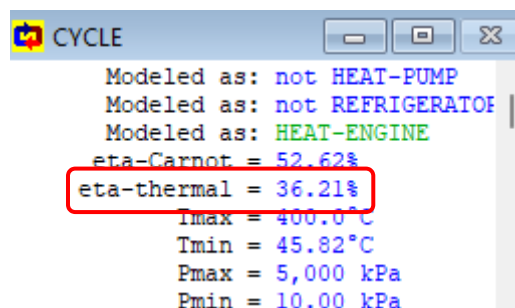 CYCLE
Modeled as: not HEAT-PUMP
Modeled as: not REFRIGERATOR
Modeled as: HEAT-ENGINE
eta-Carnot = 52.62%
eta-thermal = 36.21%
Tmax = 400.0°C
Tmin = 45.82°C
Pmax = 5,000 kPa
Pmin = 10.00 kPa